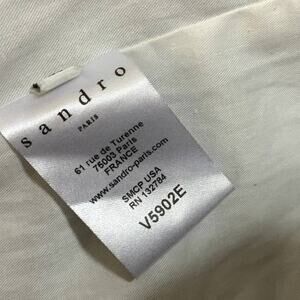 sandro
PARIS
61 rue de Turenne
75003 Paris
FRANCE
www.sandro-paris.com
SMCP USA
RN 132784
V5902E